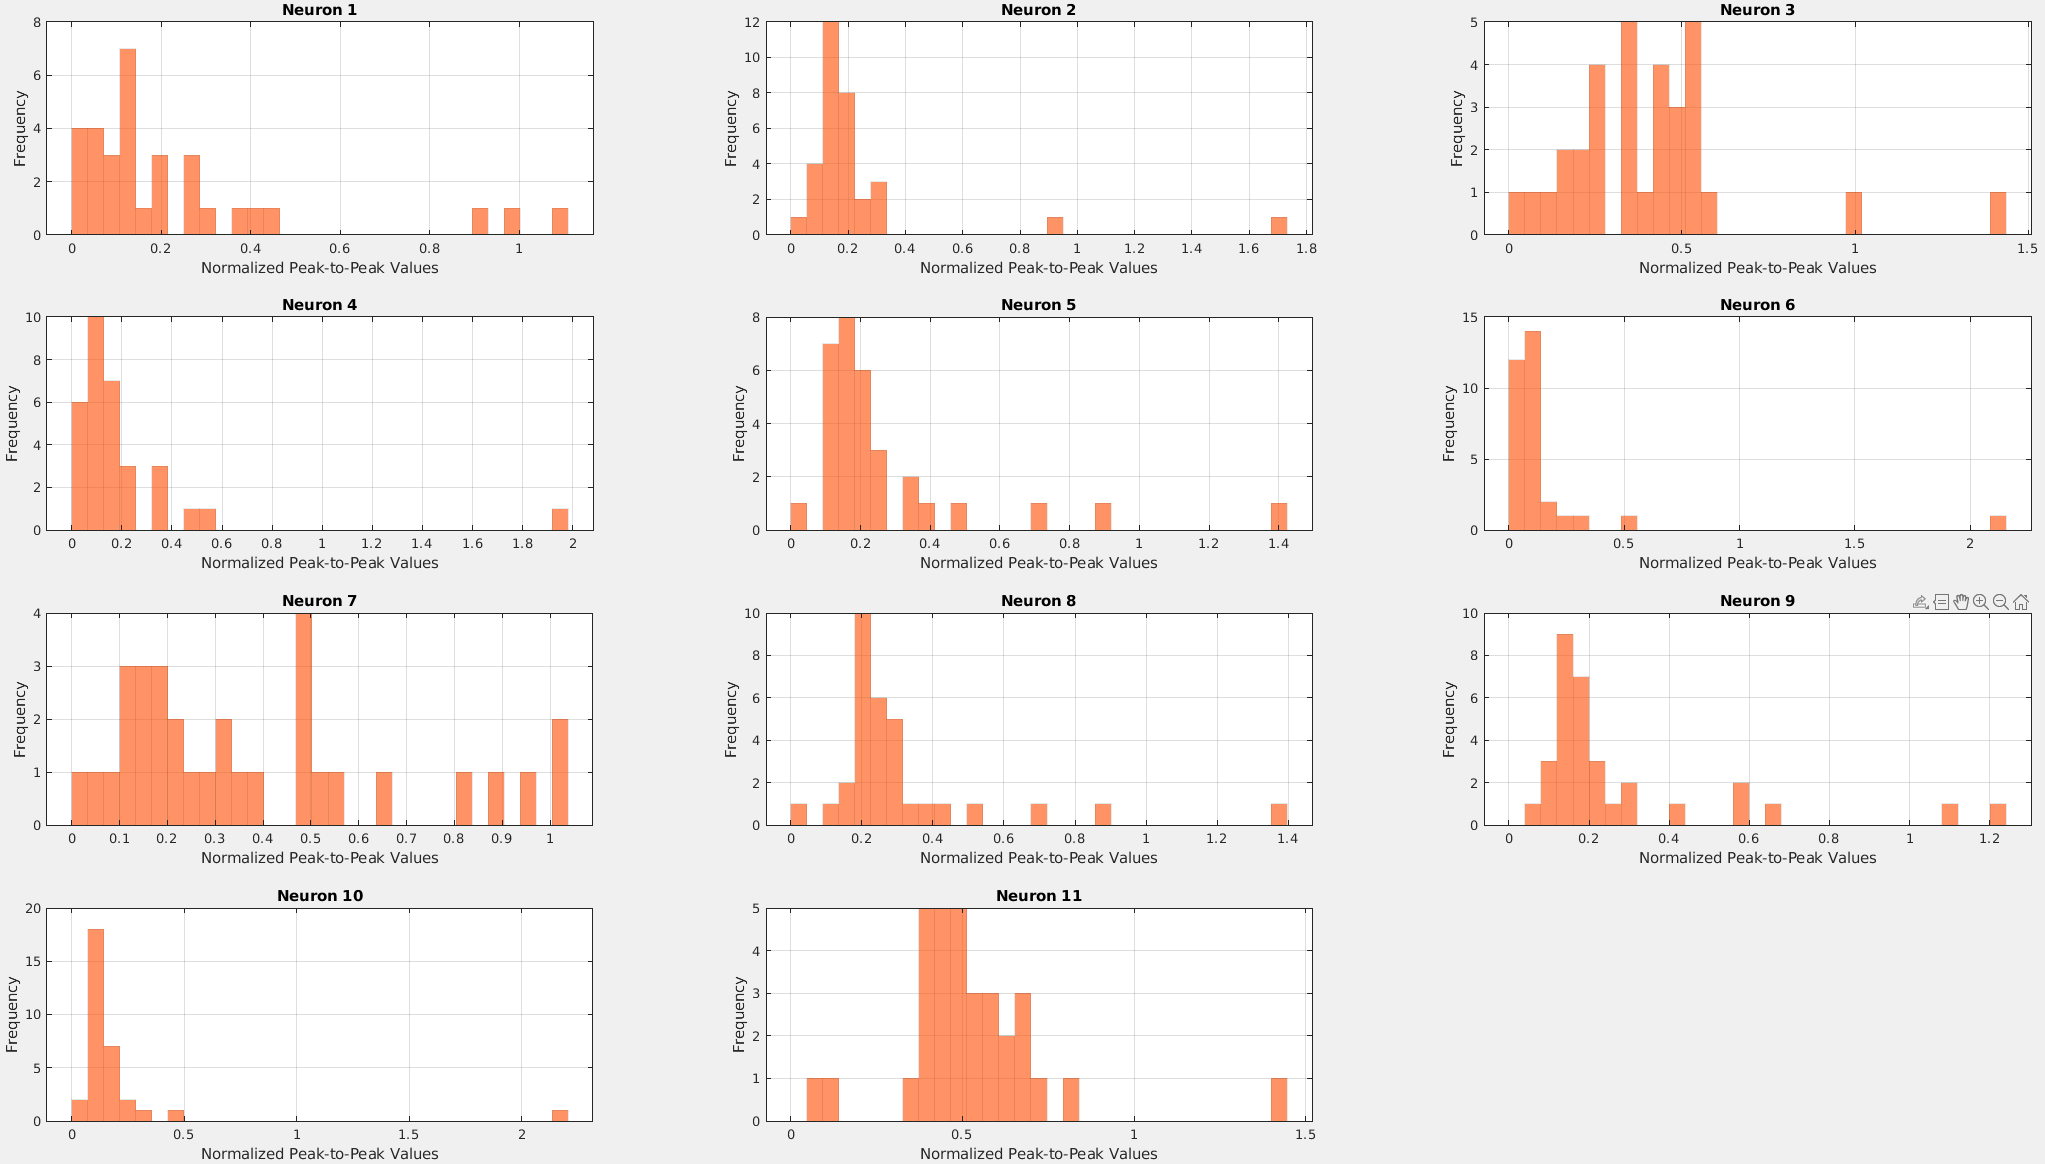 Neuron 1
8
6
4
2
0
Frequency
0 0.2 0.4 0.6 0.8 1
Normalized Peak-to-Peak Values
Neuron 2
12
10
8
6
4
2
0
Frequency
0 0.2 0.4 0.6 0.8 1 1.2 1.4 1.6 1.8
Normalized Peak-to-Peak Values
Neuron 3
5
4
3
2
1
0
Frequency
0 0.5 1 1.5
Normalized Peak-to-Peak Values
Neuron 4
10
8
6
4
2
0
Frequency
0 0.2 0.4 0.6 0.8 1 1.2 1.4 1.6 1.8 2
Normalized Peak-to-Peak Values
Neuron 5
8
6
4
2
0
Frequency
0 0.2 0.4 0.6 0.8 1 1.2 1.4
Normalized Peak-to-Peak Values
Neuron 6
15
10
5
0
Frequency
0 0.5 1 1.5 2
Normalized Peak-to-Peak Values
Neuron 7
4
3
2
1
0
Frequency
0 0.1 0.2 0.3 0.4 0.5 0.6 0.7 0.8 0.9 1
Normalized Peak-to-Peak Values
Neuron 8
10
8
6
4
2
0
Frequency
0 0.2 0.4 0.6 0.8 1 1.2 1.4
Normalized Peak-to-Peak Values
Neuron 9
10
8
6
4
2
0
Frequency
0 0.2 0.4 0.6 0.8 1 1.2
Normalized Peak-to-Peak Values
Neuron 10
20
15
10
5
0
Frequency
0 0.5 1 1.5 2
Normalized Peak-to-Peak Values
Neuron 11
5
4
3
2
1
0
Frequency
0 0.5 1 1.5
Normalized Peak-to-Peak Values